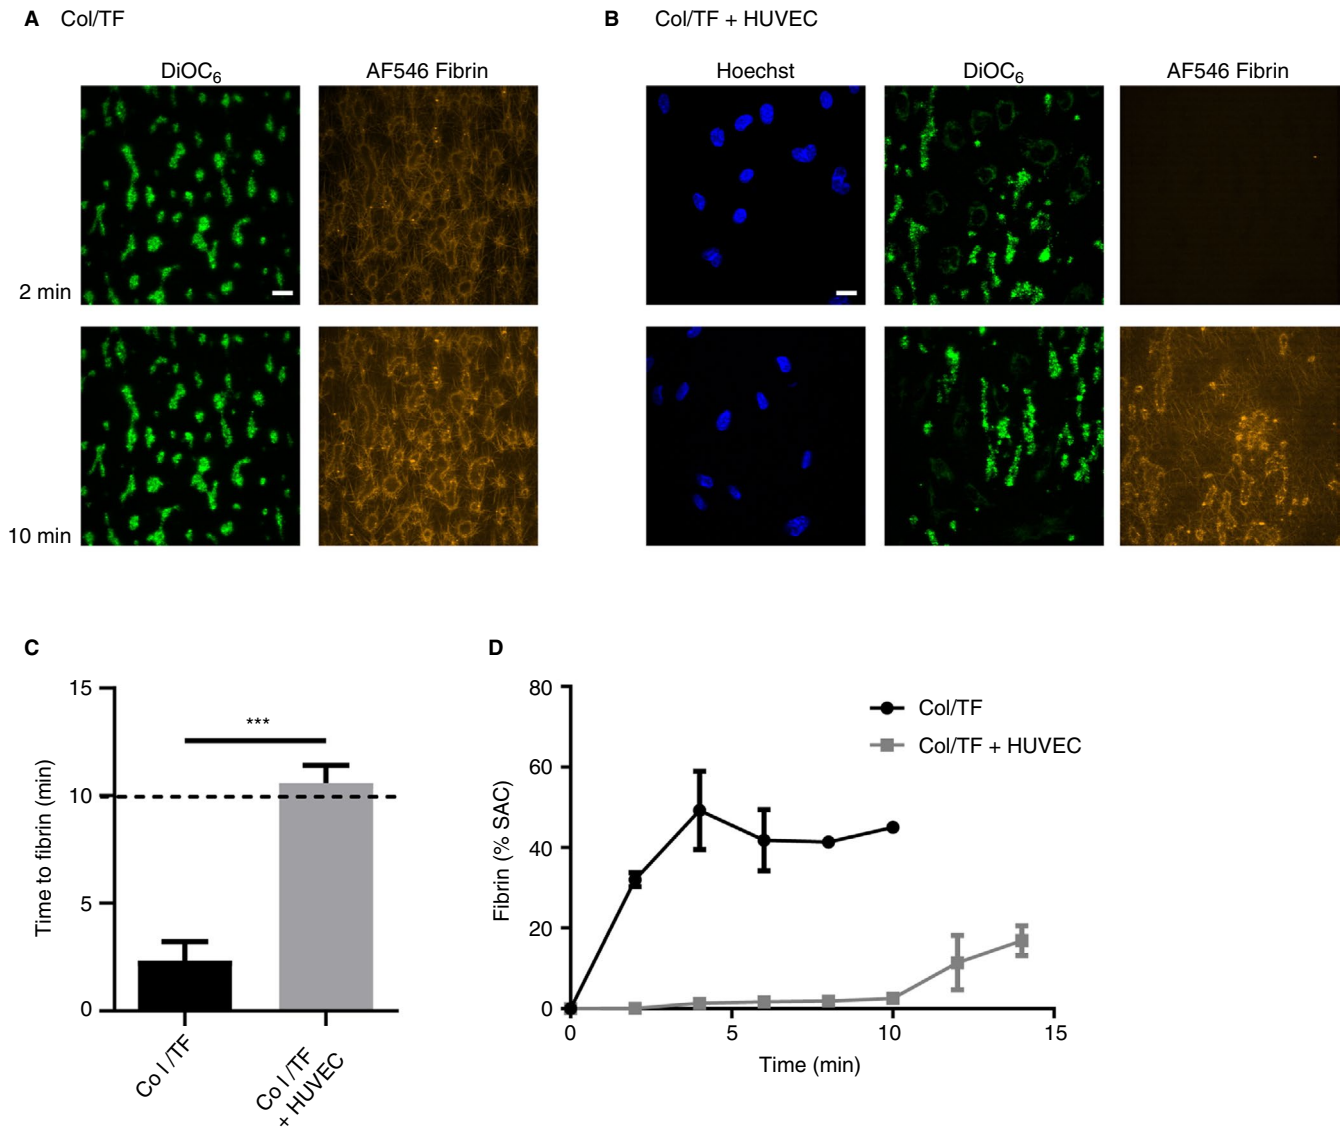 A Col/TF
B Col/TF + HUVEC
DiOC6
AF546 Fibrin
Hoechst
DiOC6
AF546 Fibrin
2 min
10 min
C
15
10
5
0
Time to fibrin (min)
***
Co l /TF
Co l /TF
+ HUVEC
D
80
60
40
20
0
Fibrin (% SAC)
0
5
10
15
Time (min)
Col/TF
Col/TF + HUVEC